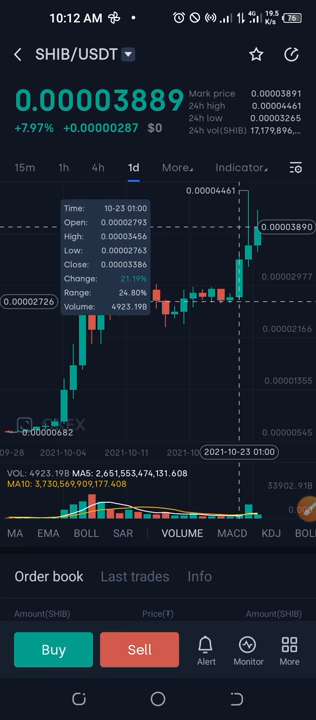 10:12 AM
4G
19.5
K/s
76
SHIB/USDT
0.00003889
+7.97% +0.00000287 $0
Mark price 0.00003891
24h high 0.00004461
24h low 0.00003265
24h vol(SHIB) 17,179,896,...
15m 1h 4h 1d More Indicator
0.00004461
Time: 10-23 01:00
Open: 0.00002793
High: 0.00003456
Low: 0.00002763
Close: 0.00003386
Change: 21.19%
Range: 24.80%
Volume: 4923.19B
0.00003890
0.00002977
0.00002726
0.00002166
0.00001355
0.00000682
0.00000545
09-28 2021-10-04 2021-10-11 2021-10-23 01:00
VOL: 4923.19B MA5: 2,651,553,474,131.608
MA10: 3,730,569,909,177.408
33902.91B
MA EMA BOLL SAR VOLUME MACD KDJ BOL
Order book Last trades Info
Amount(SHIB) Price(₮) Amount(SHIB)
Buy Sell Alert Monitor More